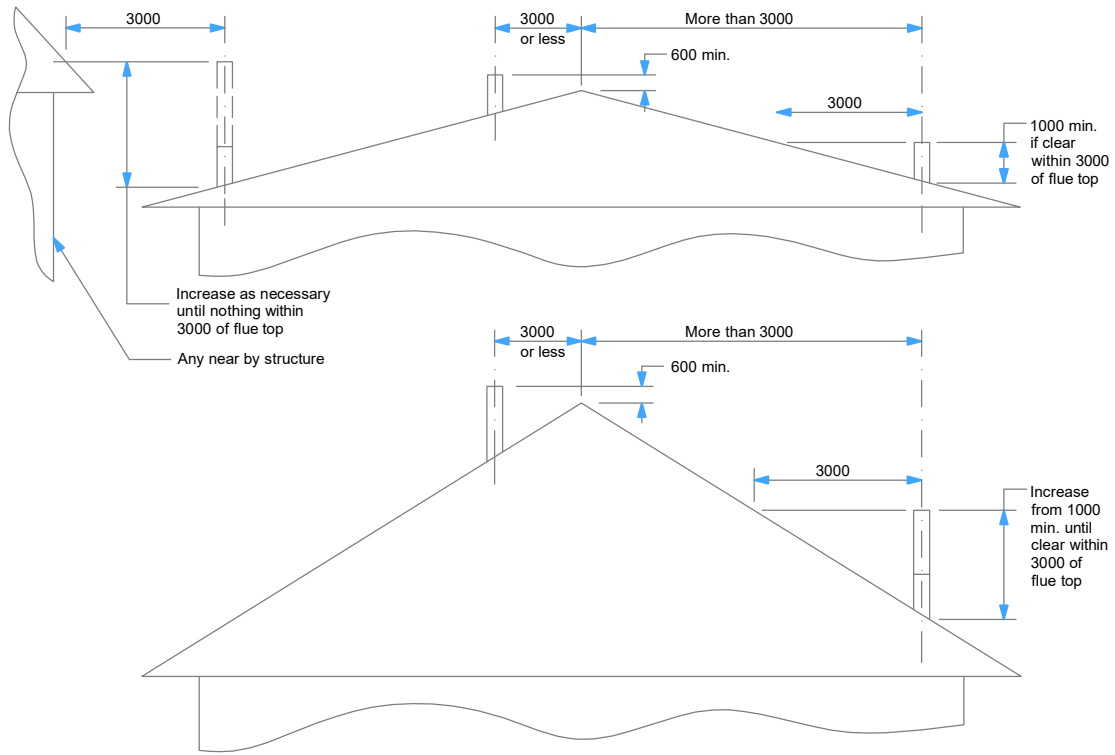 3000
3000
or less
More than 3000
600 min.
3000
1000 min.
if clear
within 3000
of flue top
Increase as necessary
until nothing within
3000 of flue top
Any near by structure
3000
or less
More than 3000
600 min.
3000
Increase
from 1000
min. until
clear within
3000 of
flue top